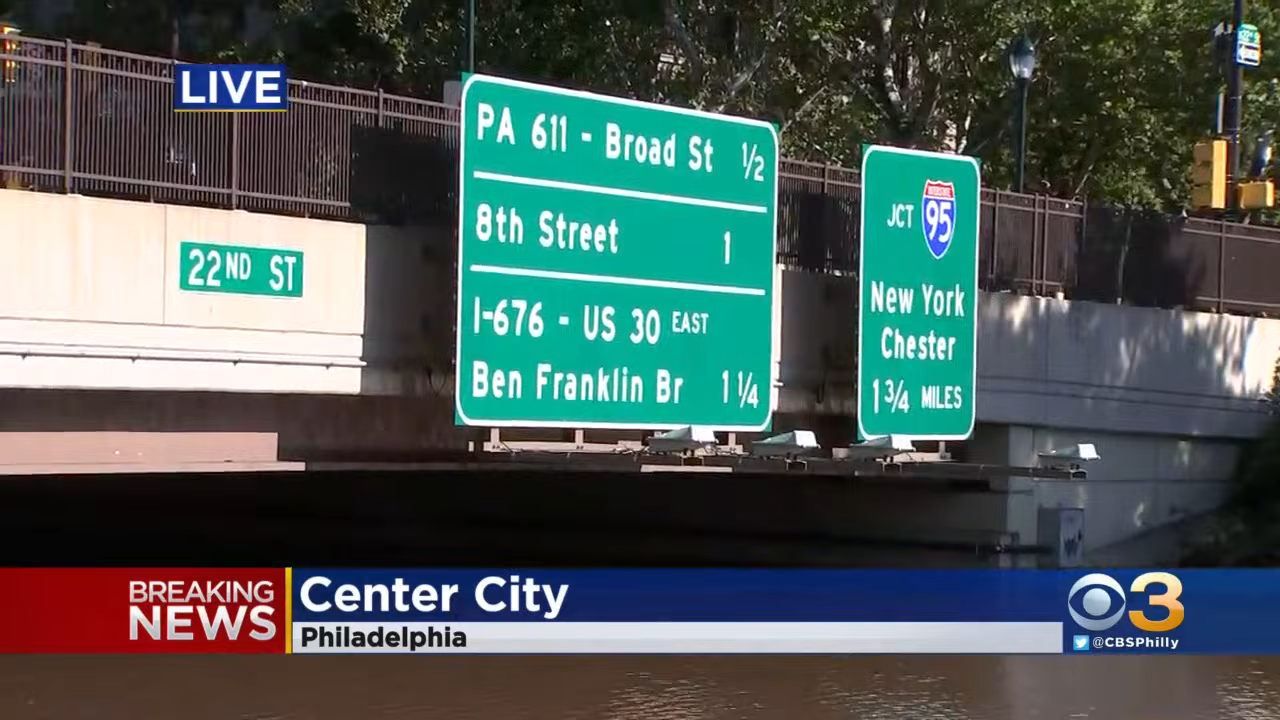 LIVE
22ND ST
PA 611 - Broad St 1/2
8th Street 1
I-676 - US 30 EAST
Ben Franklin Br 1 1/4
JCT INTERSTATE 95
New York
Chester
1 3/4 MILES
BREAKING NEWS
Center City
Philadelphia
3
@CBSPhilly